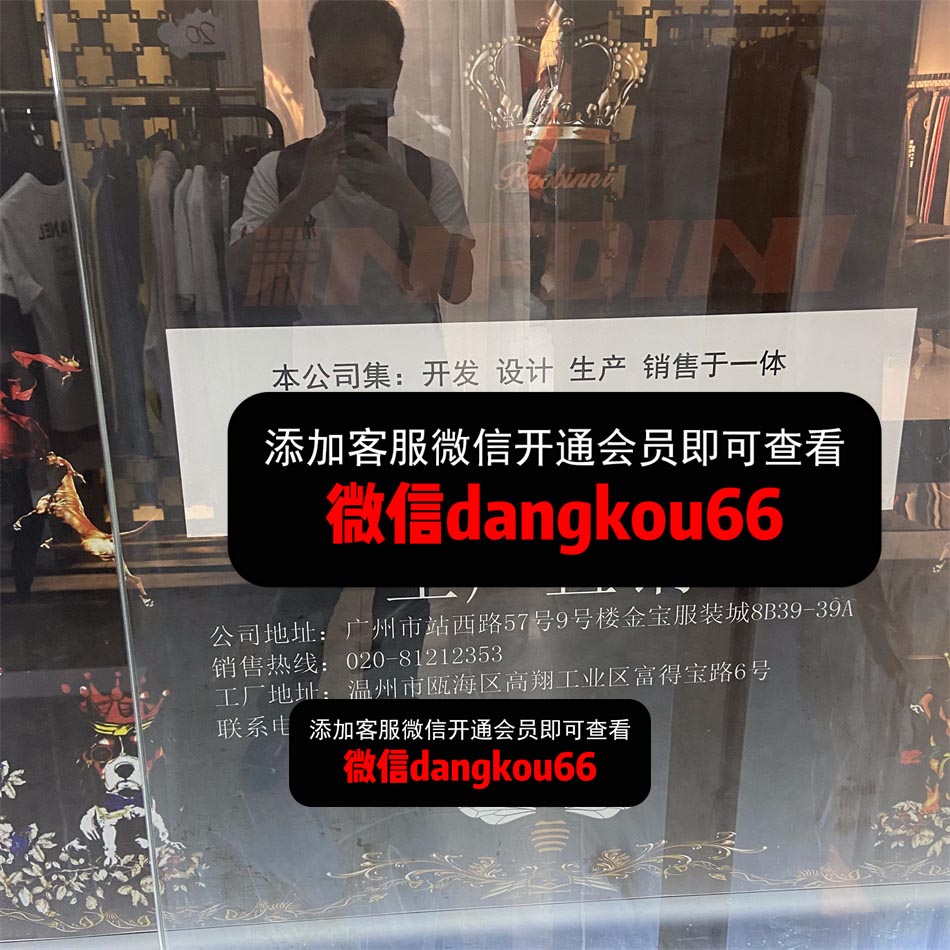 20
Baobinni
本公司集：开发 设计 生产 销售于一体
添加客服微信开通会员即可查看
微信dangkou66
公司地址：广州市站西路57号9号楼金宝服装城8B39-39A
销售热线：020-81212353
工厂地址：温州市瓯海区高翔工业区富得宝路6号
联系电
添加客服微信开通会员即可查看
微信dangkou66